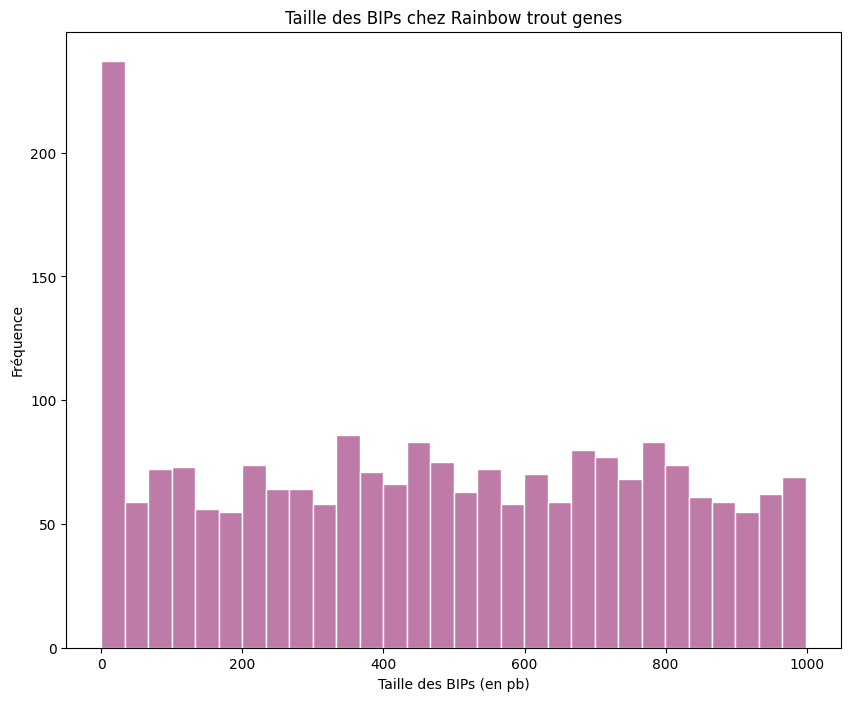 Taille des BIPs chez Rainbow trout genes
Fréquence
200
150
100
50
0
0 200 400 600 800 1000
Taille des BIPs (en pb)